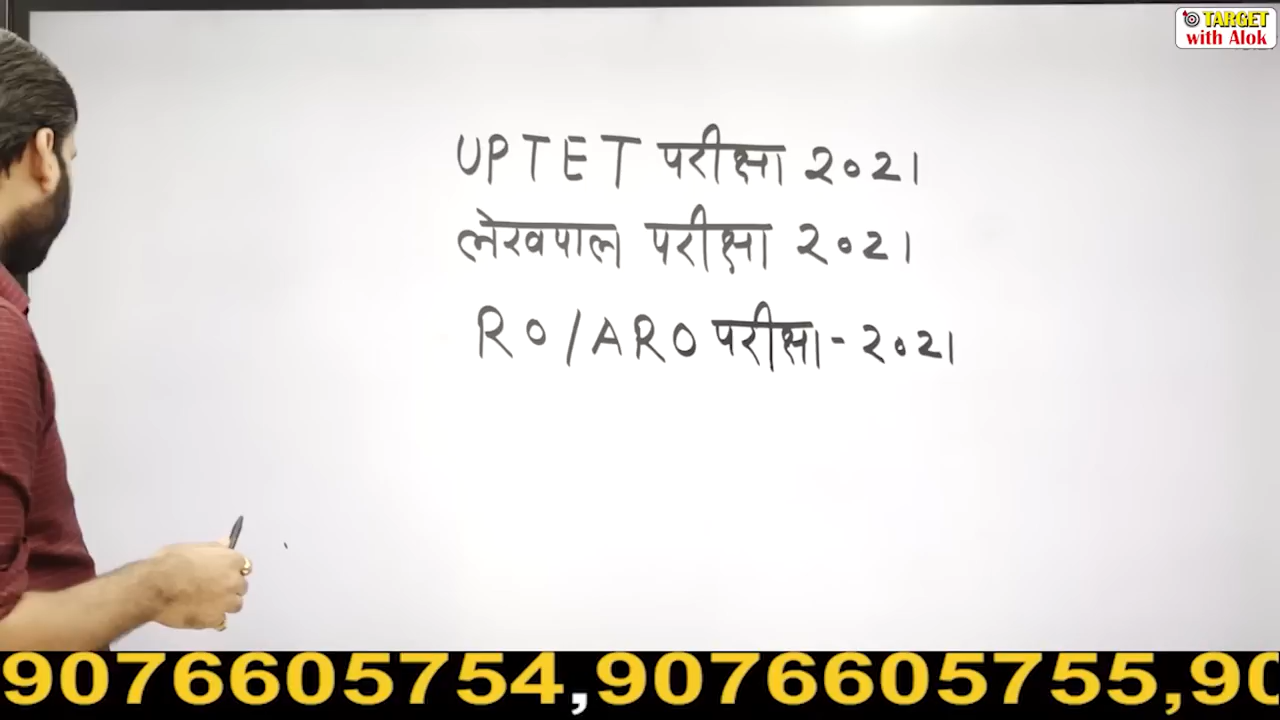 TARGET
with Alok
UPTET परीक्षा 2021
लेखपाल परीक्षा 2021
RO/ARO परीक्षा-2021
9076605754,9076605755,90